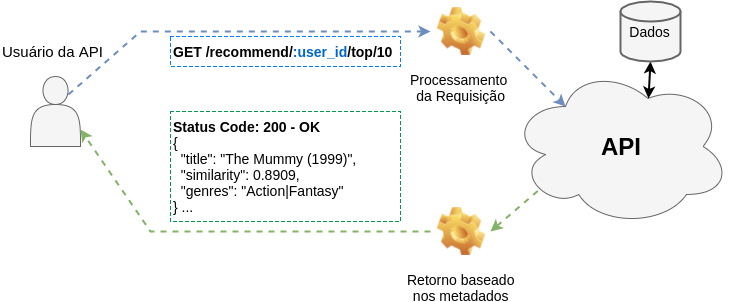 Usuário da API
GET /recommend/:user_id/top/10
Dados
Processamento
da Requisição
Status Code: 200 - OK
{
"title": "The Mummy (1999)",
"similarity": 0.8909,
"genres": "Action|Fantasy"
} ...
API
Retorno baseado
nos metadados